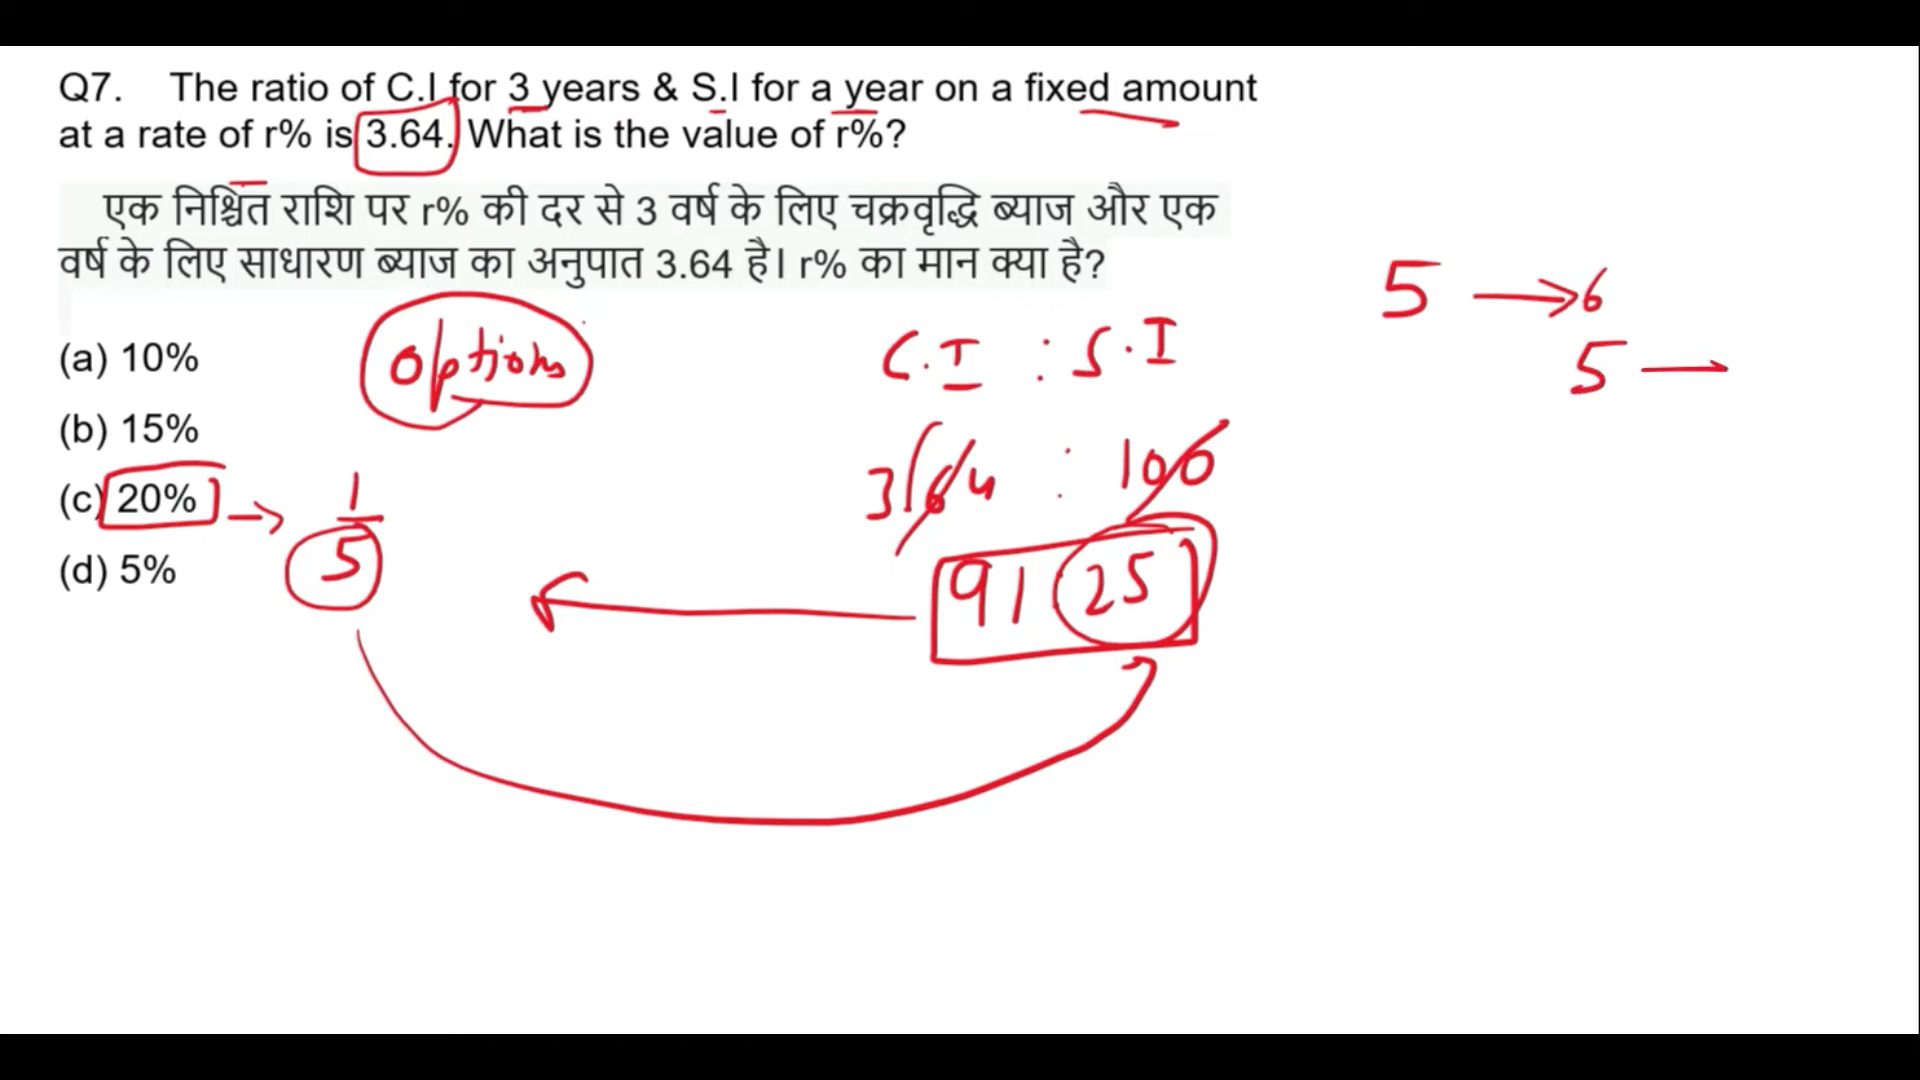 Q7. The ratio of C.I for 3 years & S.I for a year on a fixed amount
at a rate of r% is 3.64. What is the value of r%?
एक निश्चित राशि पर r% की दर से 3 वर्ष के लिए चक्रवृद्धि ब्याज और एक
वर्ष के लिए साधारण ब्याज का अनुपात 3.64 है। r% का मान क्या है?
5 → 6
5 →
(a) 10%
options
C.I : S.I
(b) 15%
364 : 100
(c) 20% → 1/5
91 25
(d) 5%